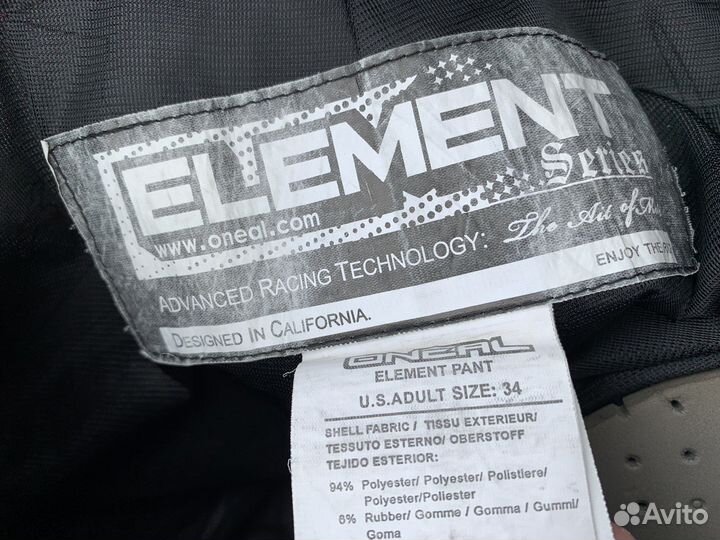 ELEMENT
Series
www.oneal.com
ADVANCED RACING TECHNOLOGY: The Art of
DESIGNED IN CALIFORNIA.
ENJOY THE
ONEAL
ELEMENT PANT
U.S.ADULT SIZE: 34
SHELL FABRIC / TISSU EXTERIEUR/
TESSUTO ESTERNO/ OBERSTOFF
TEJIDO EXTERIOR:
94% Polyester/ Polyester/ Polistiere/
Polyester/Poliester
6% Rubber/ Gomme / Gomma / Gummi/
Goma
Avito